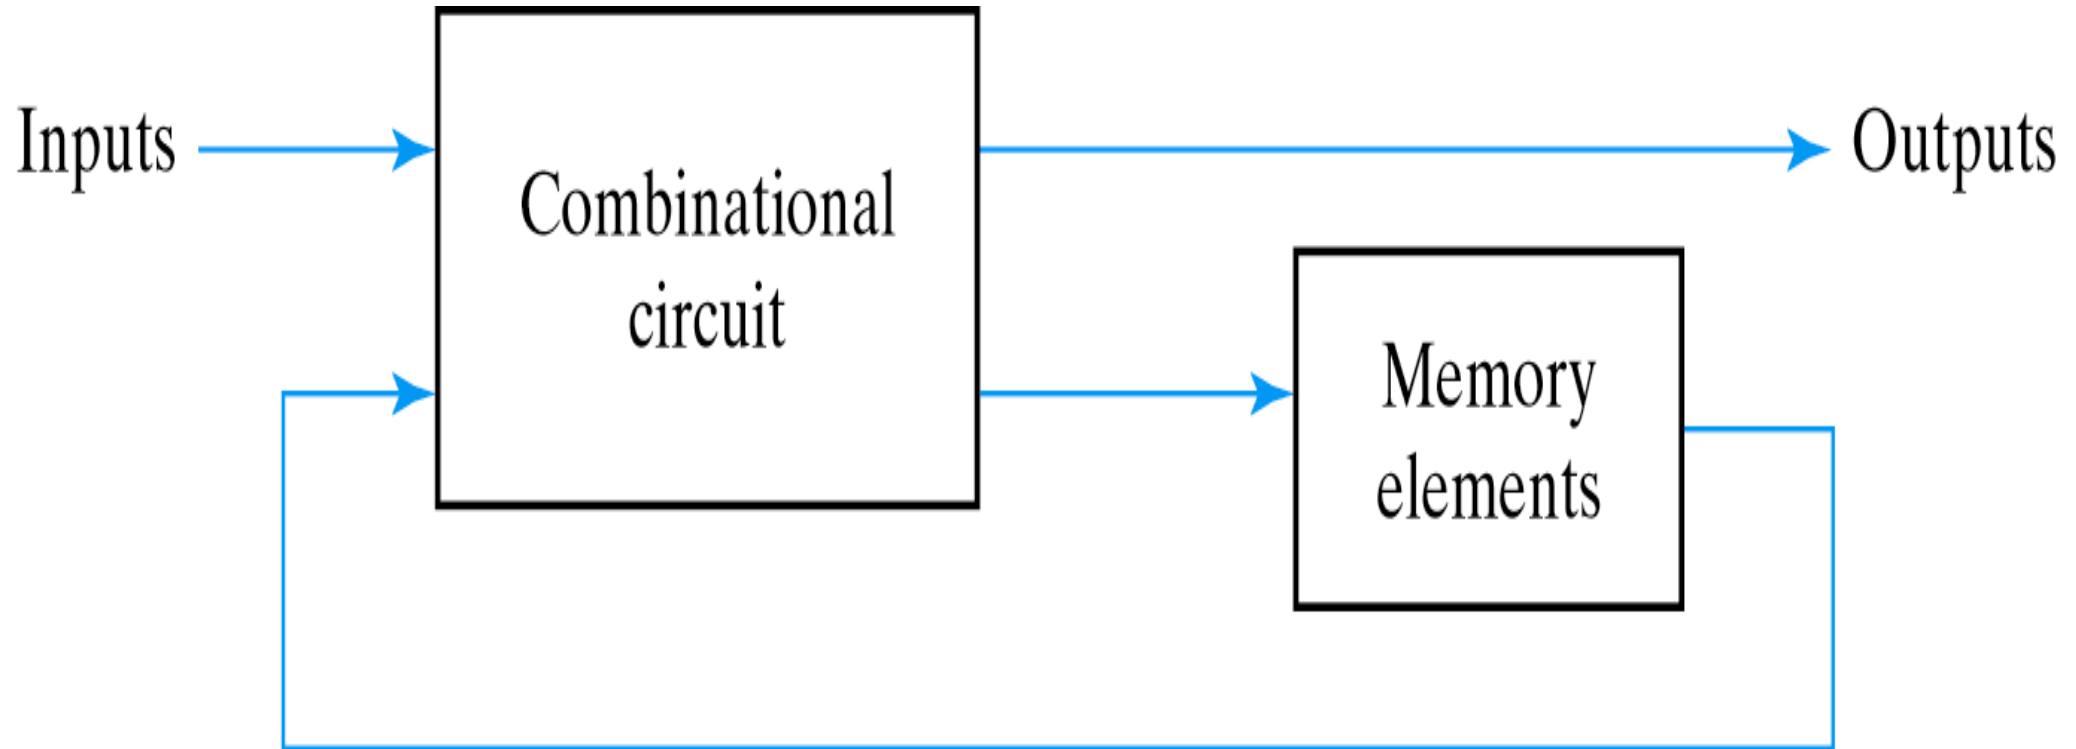 Inputs
Combinational
circuit
Outputs
Memory
elements